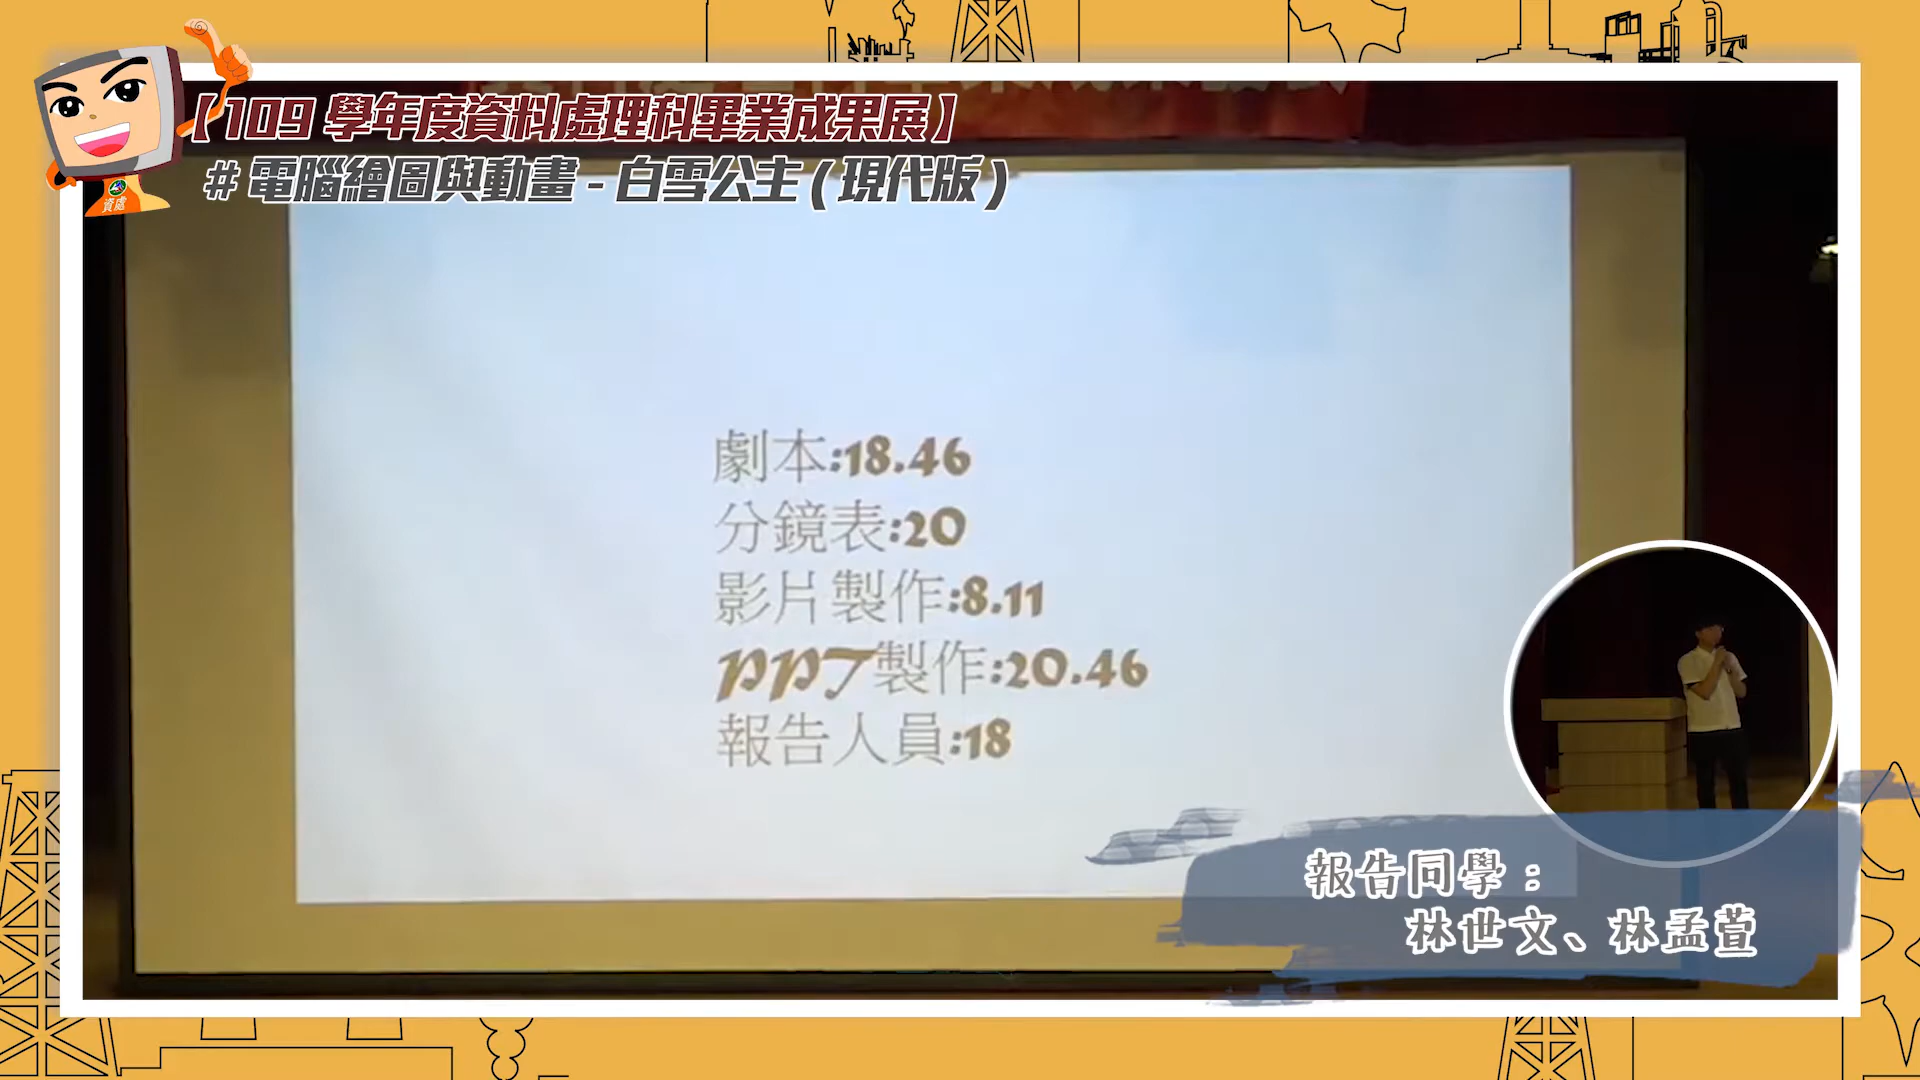 【109 學年度資料處理科畢業成果展】
# 電腦繪圖與動畫 - 白雪公主 ( 現代版 )
資處
劇本:18.46
分鏡表:20
影片製作:8.11
PPT製作:20.46
報告人員:18
報告同學：
林世文、林孟萱